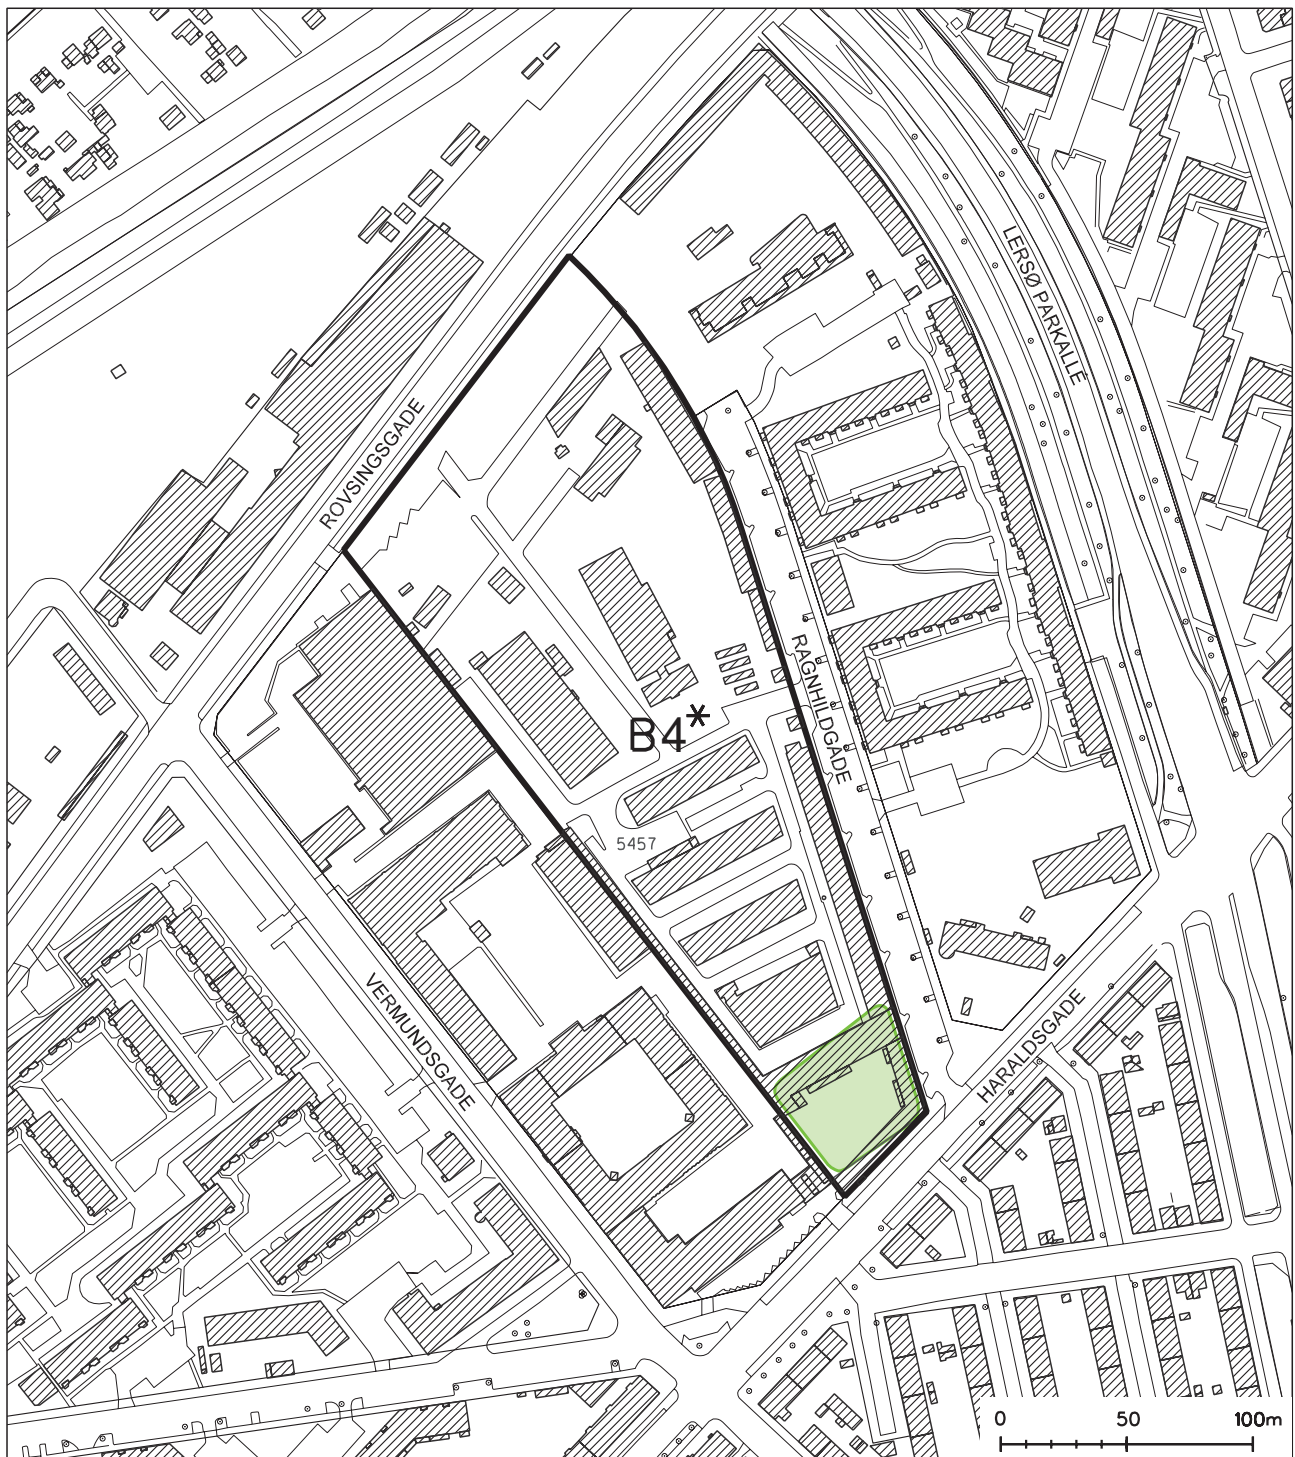 LERSØ PARKALLÉ
ROVSINGSGADE
RAGNHILDGADE
B4*
5457
VERMUNDSGADE
HARALDSGADE
0 50 100m